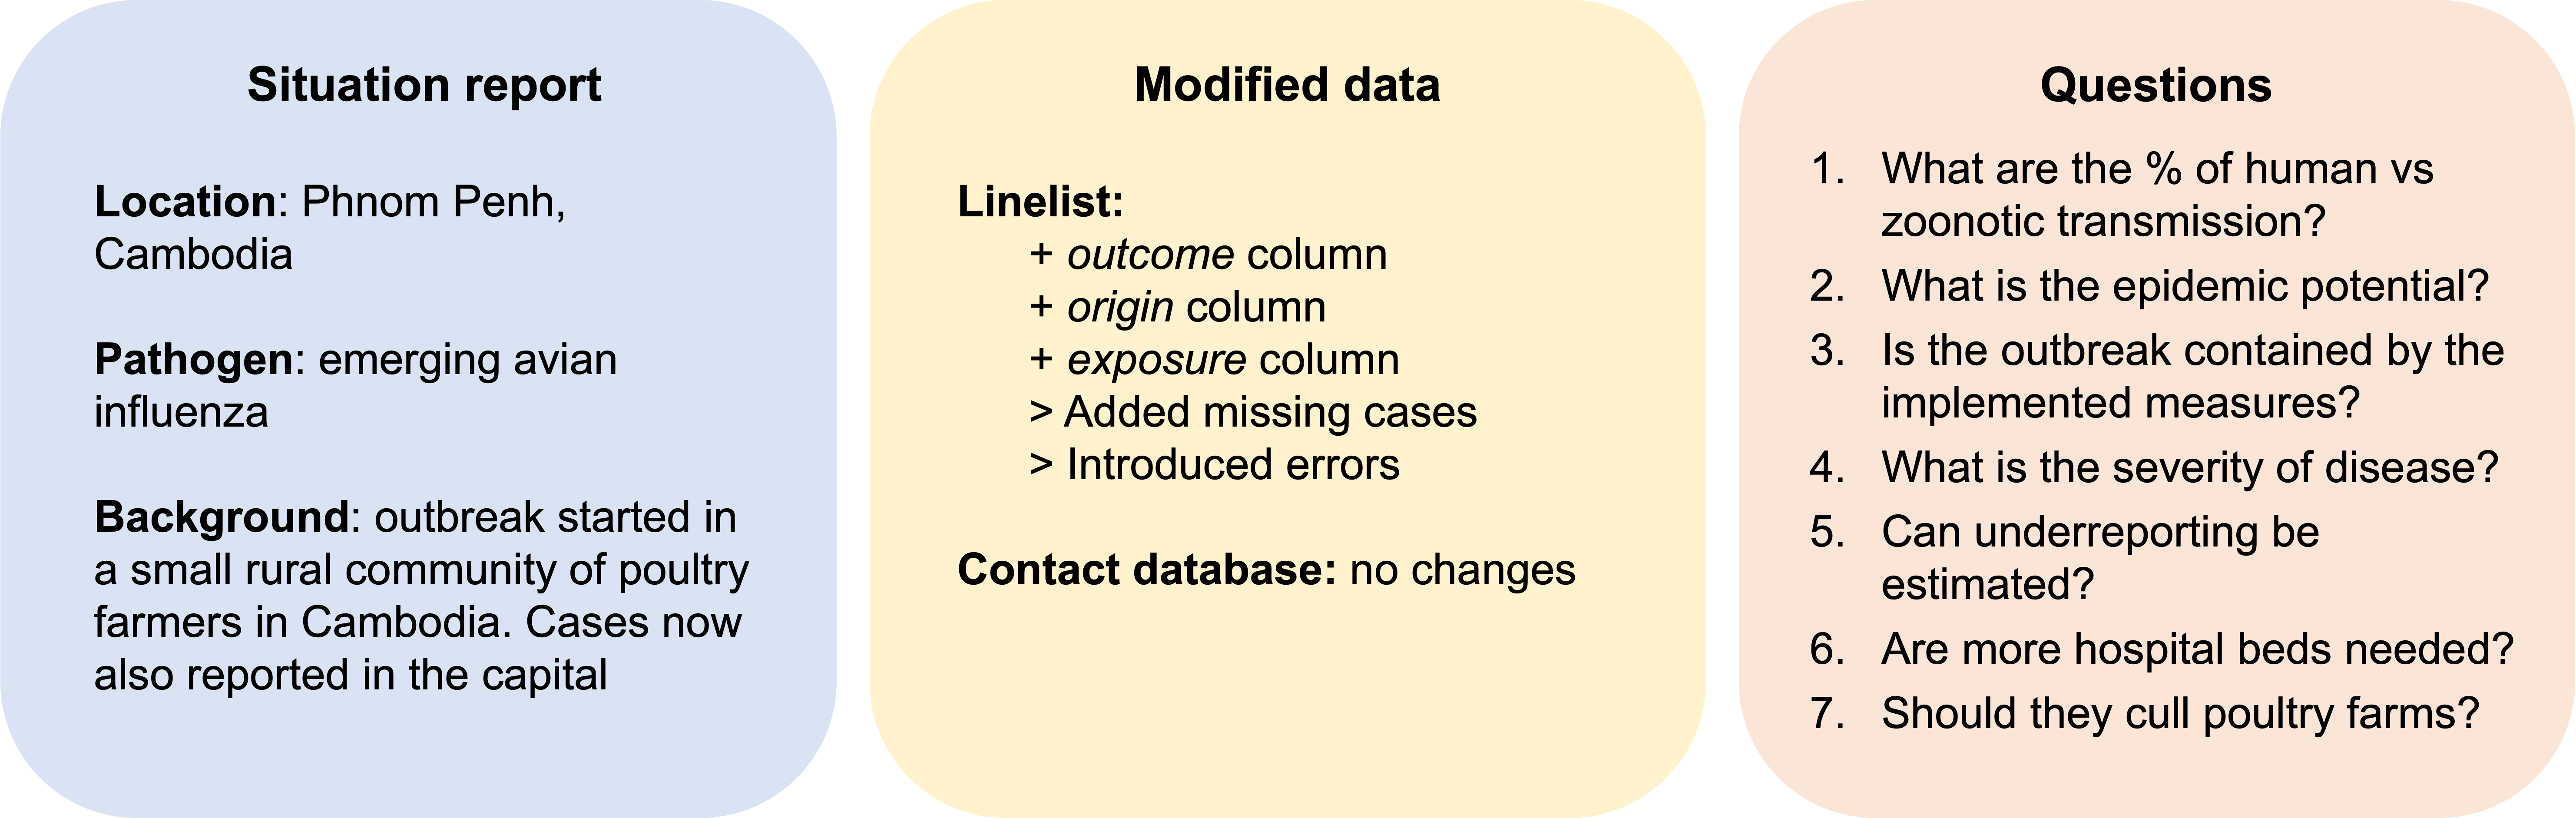 Situation report
Location: Phnom Penh,
Cambodia
Pathogen: emerging avian
influenza
Background: outbreak started in
a small rural community of poultry
farmers in Cambodia. Cases now
also reported in the capital
Modified data
Linelist:
+ outcome column
+ origin column
+ exposure column
> Added missing cases
> Introduced errors
Contact database: no changes
Questions
1. What are the % of human vs
zoonotic transmission?
2. What is the epidemic potential?
3. Is the outbreak contained by the
implemented measures?
4. What is the severity of disease?
5. Can underreporting be
estimated?
6. Are more hospital beds needed?
7. Should they cull poultry farms?